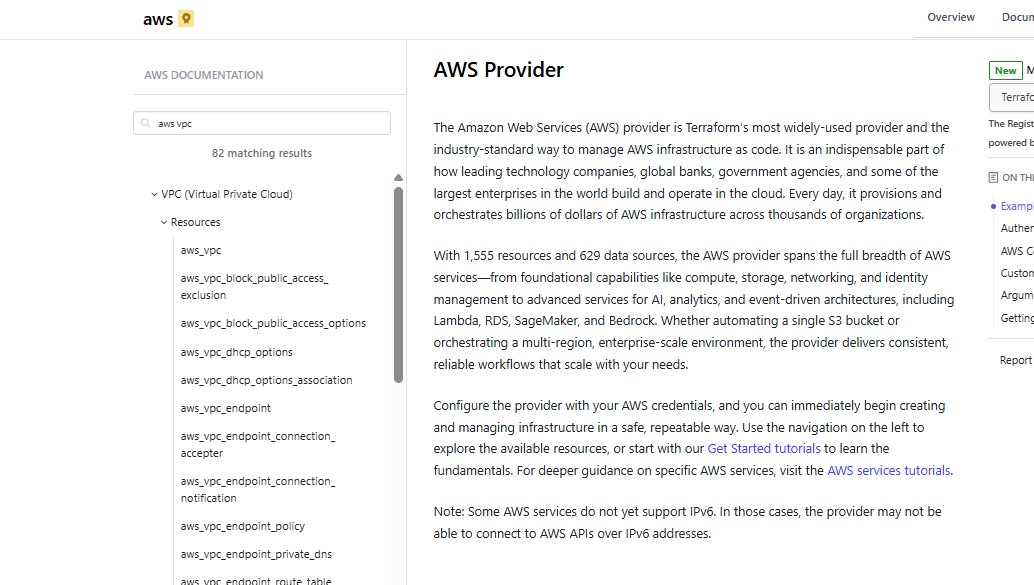 aws
Overview
AWS DOCUMENTATION
aws vpc
82 matching results
VPC (Virtual Private Cloud)
Resources
aws_vpc
aws_vpc_block_public_access_
exclusion
aws_vpc_block_public_access_options
aws_vpc_dhcp_options
aws_vpc_dhcp_options_association
aws_vpc_endpoint
aws_vpc_endpoint_connection_
accepter
aws_vpc_endpoint_connection_
notification
aws_vpc_endpoint_policy
aws_vpc_endpoint_private_dns
aws_vpc_endpoint_route_table
AWS Provider
The Amazon Web Services (AWS) provider is Terraform's most widely-used provider and the
industry-standard way to manage AWS infrastructure as code. It is an indispensable part of
how leading technology companies, global banks, government agencies, and some of the
largest enterprises in the world build and operate in the cloud. Every day, it provisions and
orchestrates billions of dollars of AWS infrastructure across thousands of organizations.
With 1,555 resources and 629 data sources, the AWS provider spans the full breadth of AWS
services—from foundational capabilities like compute, storage, networking, and identity
management to advanced services for AI, analytics, and event-driven architectures, including
Lambda, RDS, SageMaker, and Bedrock. Whether automating a single S3 bucket or
orchestrating a multi-region, enterprise-scale environment, the provider delivers consistent,
reliable workflows that scale with your needs.
Configure the provider with your AWS credentials, and you can immediately begin creating
and managing infrastructure in a safe, repeatable way. Use the navigation on the left to
explore the available resources, or start with our Get Started tutorials to learn the
fundamentals. For deeper guidance on specific AWS services, visit the AWS services tutorials.
Note: Some AWS services do not yet support IPv6. In those cases, the provider may not be
able to connect to AWS APIs over IPv6 addresses.
New
The Regist
powered b
ON TH
Examp
Authen
AWS C
Custom
Argum
Getting
Report